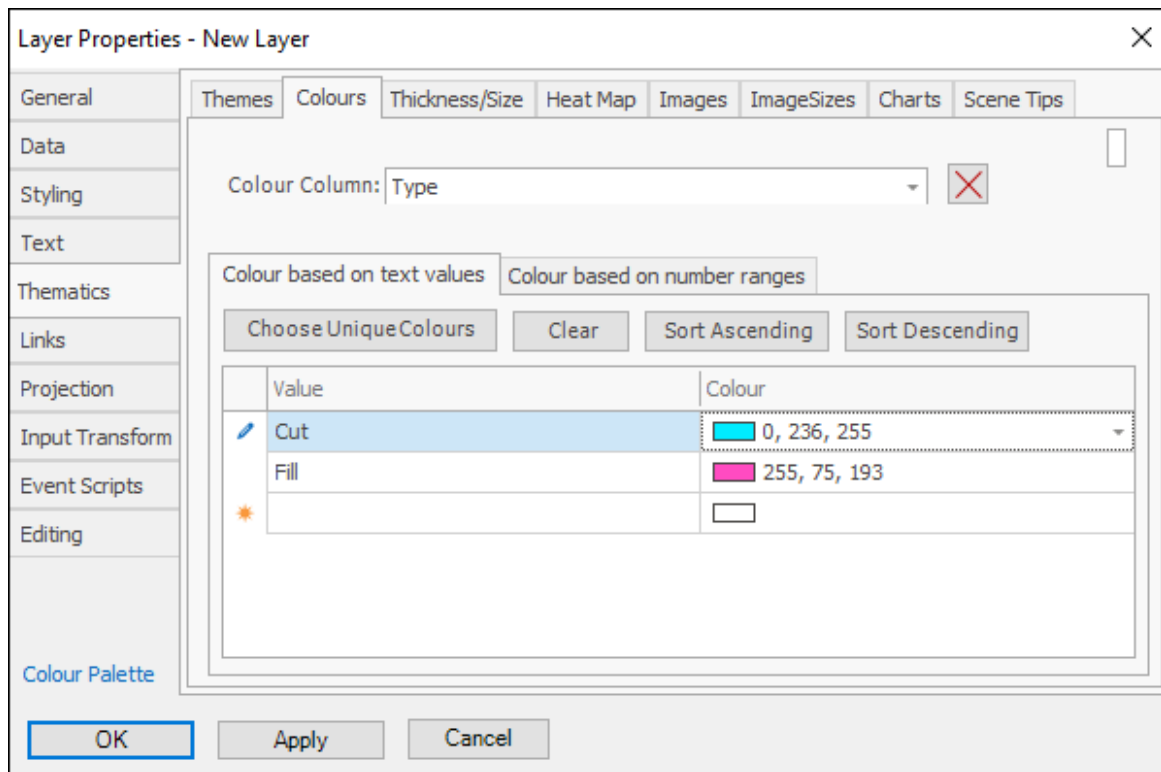 Layer Properties - New Layer
General
Data
Styling
Text
Thematics
Links
Projection
Input Transform
Event Scripts
Editing
Colour Palette
Themes Colours Thickness/Size Heat Map Images ImageSizes Charts Scene Tips
Colour Column: Type
Colour based on text values Colour based on number ranges
Choose Unique Colours Clear Sort Ascending Sort Descending
Value Colour
Cut 0, 236, 255
Fill 255, 75, 193
OK Apply Cancel